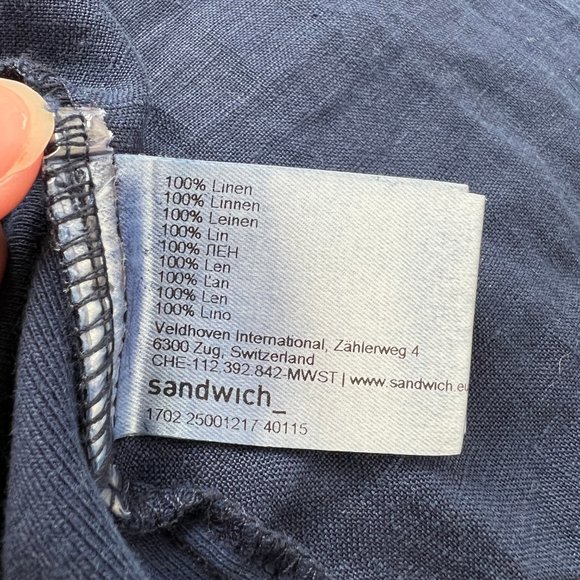 100% Linen
100% Linnen
100% Leinen
100% Lin
100% ЛЕН
100% Len
100% Ľan
100% Len
100% Lino
Veldhoven International, Zählerweg 4
6300 Zug, Switzerland
CHE-112.392.842-MWST | www.sandwich.eu
sandwich_
1702 25001217 40115